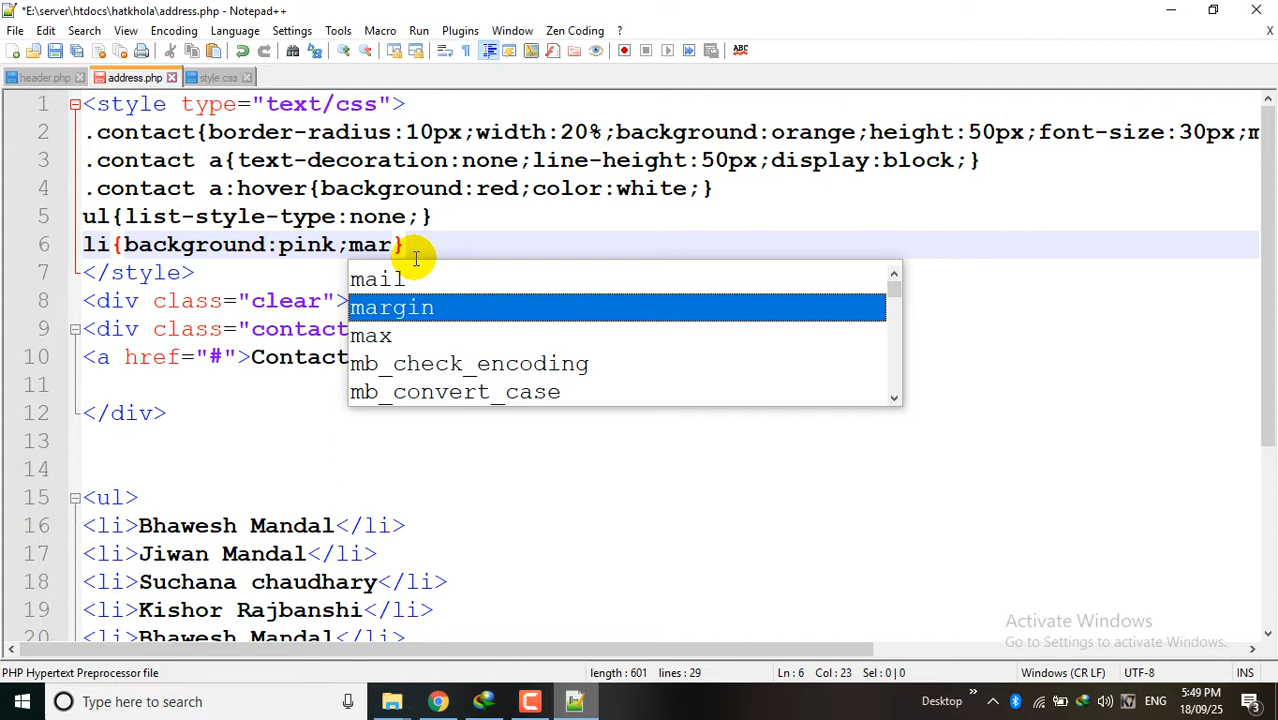 *E:\server\htdocs\hatkhola\address.php - Notepad++
File Edit Search View Encoding Language Settings Tools Macro Run Plugins Window Zen Coding ?
ABC
header.php address.php style.css
1 <style type="text/css">
2 .contact{border-radius:10px;width:20%;background:orange;height:50px;font-size:30px;m
3 .contact a{text-decoration:none;line-height:50px;display:block;}
4 .contact a:hover{background:red;color:white;}
5 ul{list-style-type:none;}
6 li{background:pink;mar}
7 </style>
mail
8 <div class="clear">
margin
9 <div class="contact
max
10 <a href="#">Contact
mb_check_encoding
11
mb_convert_case
12 </div>
13
14
15 <ul>
16 <li>Bhawesh Mandal</li>
17 <li>Jiwan Mandal</li>
18 <li>Suchana chaudhary</li>
19 <li>Kishor Rajbanshi</li>
20 <li>Bhawesh Mandal</li>
Activate Windows
Go to Settings to activate Windows.
PHP Hypertext Preprocessor file length : 601 lines : 29 Ln : 6 Col : 23 Sel : 0 | 0 Windows (CR LF) UTF-8 INS
Type here to search Desktop ENG 5:49 PM
18/09/25